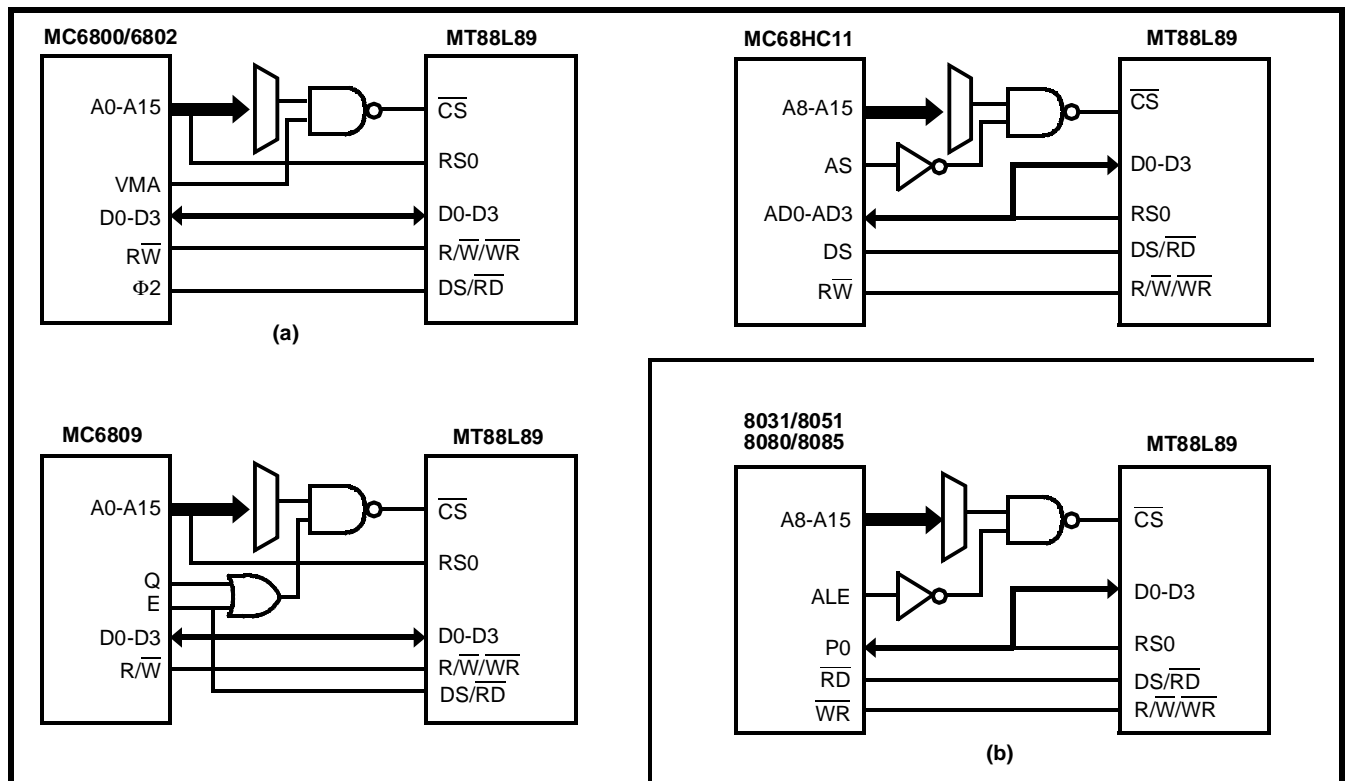 MC6800/6802
MT88L89
A0-A15
CS̅
RS0
VMA
D0-D3
D0-D3
RW̅
R/W̅/WR̅
Φ2
DS/RD̅
(a)
MC68HC11
MT88L89
A8-A15
CS̅
AS
D0-D3
AD0-AD3
RS0
DS
DS/RD̅
RW̅
R/W̅/WR̅
MC6809
MT88L89
A0-A15
CS̅
RS0
Q
E
D0-D3
D0-D3
R/W̅
R/W̅/WR̅
DS/RD̅
8031/8051
8080/8085
MT88L89
A8-A15
CS̅
ALE
D0-D3
P0
RS0
RD̅
DS/RD̅
WR̅
R/W̅/WR̅
(b)